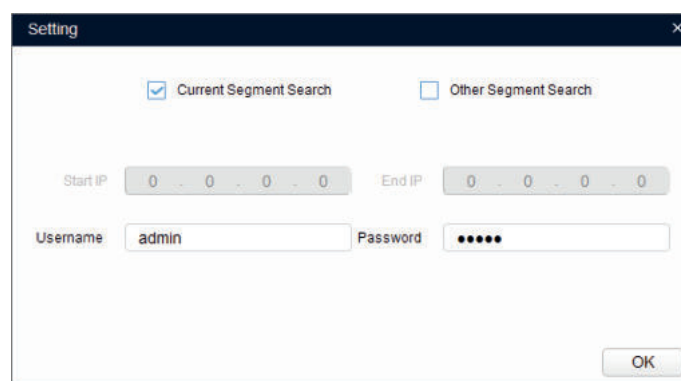 Setting
Current Segment Search Other Segment Search
Start IP 0 . 0 . 0 . 0 End IP 0 . 0 . 0 . 0
Username admin Password •••••
OK